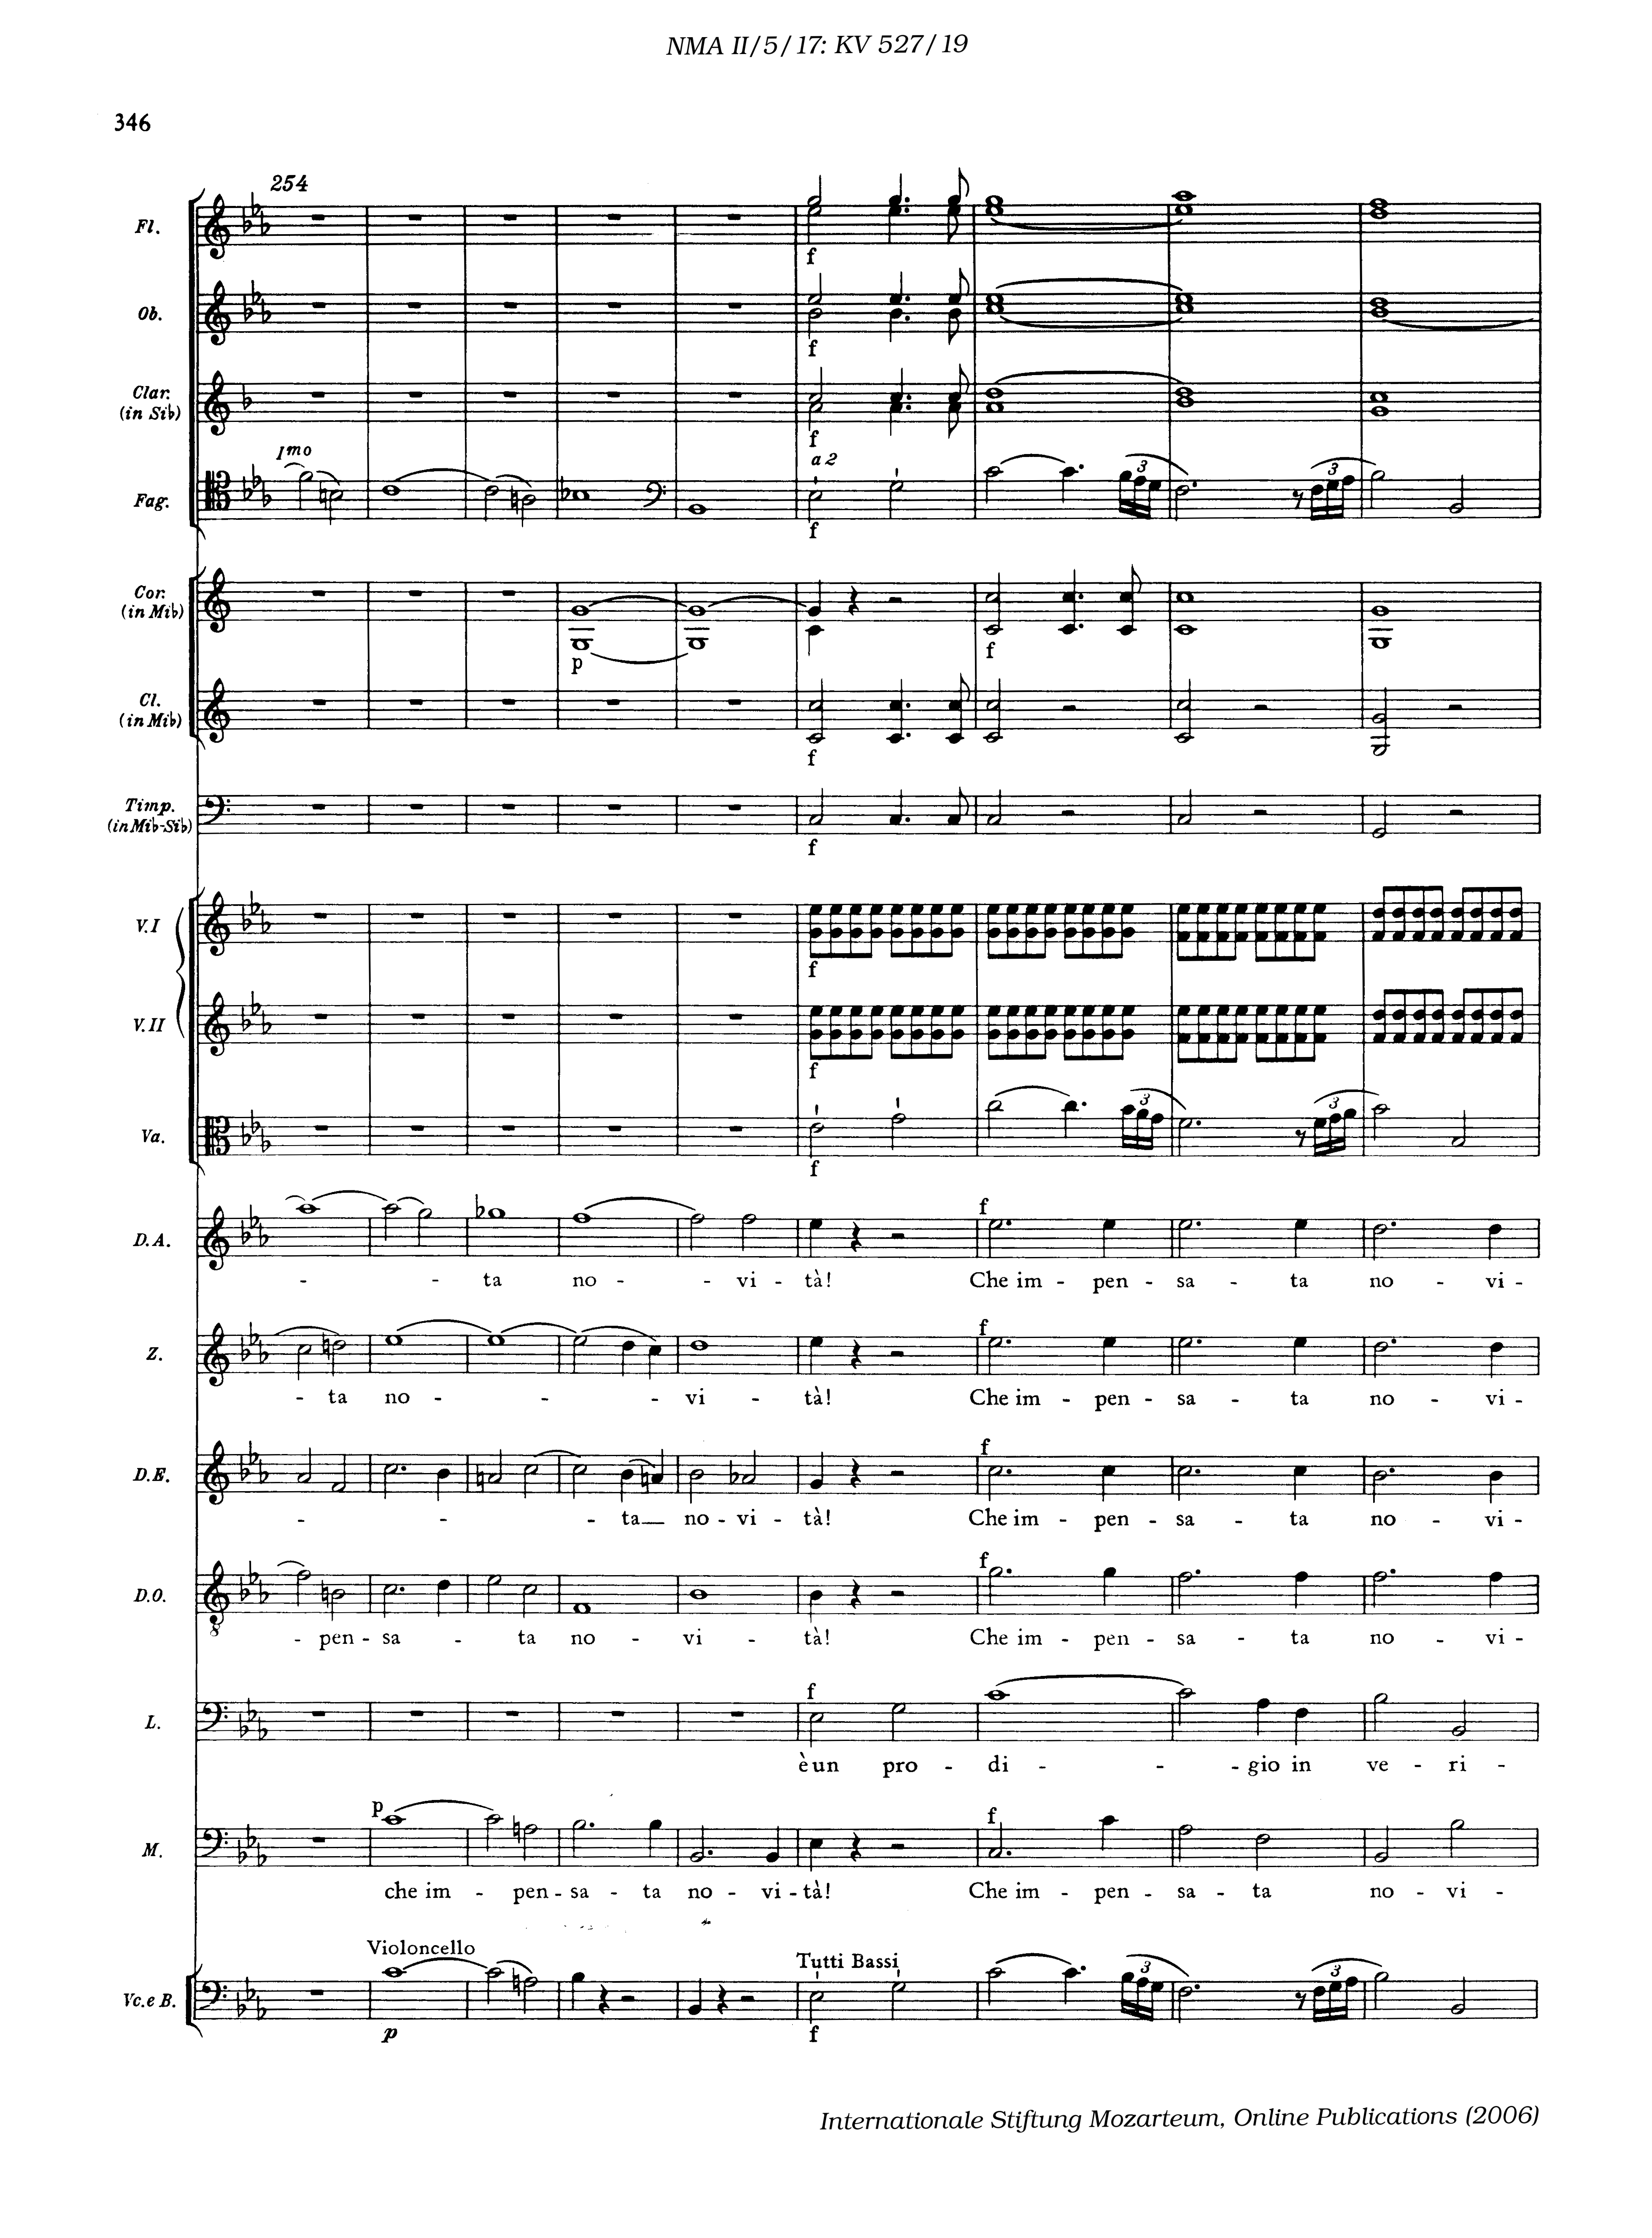 NMA II/5/17: KV 527/19
346
254
Fl.
f
Ob.
f
Clar.
(in Si♭)
f
Imo
a 2
Fag.
f
Cor.
(in Mi♭)
p
f
Cl.
(in Mi♭)
f
Timp.
(in Mi♭-Si♭)
f
V. I
f
V. II
f
3
3
Va.
f
f
D.A.
- - ta no - - vi - tà! Che im - pen - sa - ta no - vi -
f
Z.
- ta no - - - vi - tà! Che im - pen - sa - ta no - vi -
f
D.E.
- - - ta no - vi - tà! Che im - pen - sa - ta no - vi -
f
D.O.
- pen - sa - ta no - vi - tà! Che im - pen - sa - ta no - vi -
f
L.
è un pro - di - - - gio in ve - ri -
p
f
M.
che im - pen - sa - ta no - vi - tà! Che im - pen - sa - ta no - vi -
Violoncello
Tutti Bassi
3
3
Vc. e B.
p
f
Internationale Stiftung Mozarteum, Online Publications (2006)